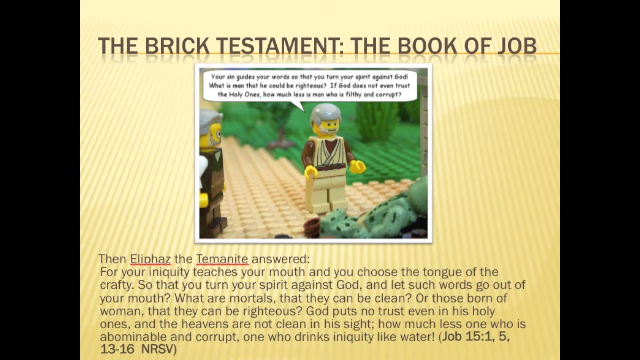 THE BRICK TESTAMENT: THE BOOK OF JOB
Your sin guides your words so that you turn your spirit against God!
What is man that he could be righteous? If God does not even trust
the Holy Ones, how much less is man who is filthy and corrupt?
Then Eliphaz the Temanite answered:
For your iniquity teaches your mouth and you choose the tongue of the
crafty. So that you turn your spirit against God, and let such words go out of
your mouth? What are mortals, that they can be clean? Or those born of
woman, that they can be righteous? God puts no trust even in his holy
ones, and the heavens are not clean in his sight; how much less one who is
abominable and corrupt, one who drinks iniquity like water! (Job 15:1, 5,
13-16 NRSV)